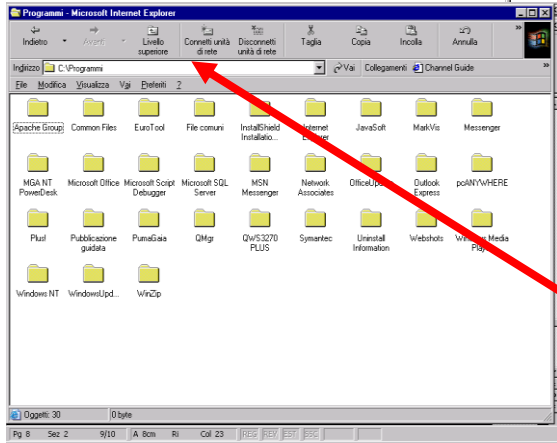 Programmi - Microsoft Internet Explorer
Indietro Avanti Livello superiore Connetti unità di rete Disconnetti unità di rete Taglia Copia Incolla Annulla »
Indirizzo C:\Programmi Vai Collegamenti Channel Guide »
File Modifica Visualizza Vai Preferiti ?
Apache Group Common Files EuroTool File comuni InstallShield Installatio... Internet Explorer JavaSoft MarkVis Messenger
MGA NT PowerDesk Microsoft Office Microsoft Script Debugger Microsoft SQL Server MSN Messenger Network Associates Outlook Express pcANYWHERE
Plus! Pubblicazione guidata PumaGaia QMgr QWS3270 PLUS Symantec Uninstall Information Webshots Windows Media
Windows NT WindowsUpd... WinZip
Oggetti: 30 0 byte
Pg 8 Sez 2 9/10 A 8cm Ri Col 23 REG REV EST SSC